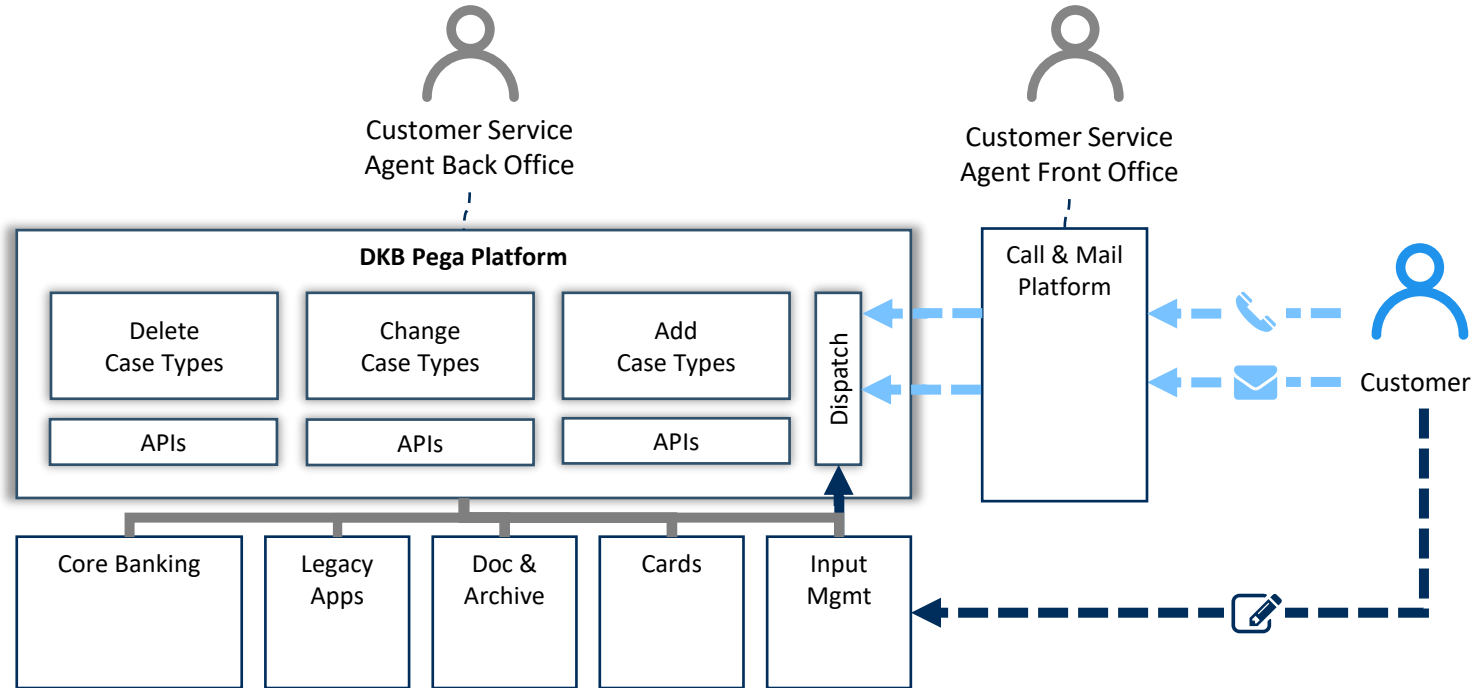 Customer Service
Agent Back Office
Customer Service
Agent Front Office
DKB Pega Platform
Delete
Case Types
Change
Case Types
Add
Case Types
APIs
APIs
APIs
Dispatch
Call & Mail
Platform
Customer
Core Banking
Legacy
Apps
Doc &
Archive
Cards
Input
Mgmt